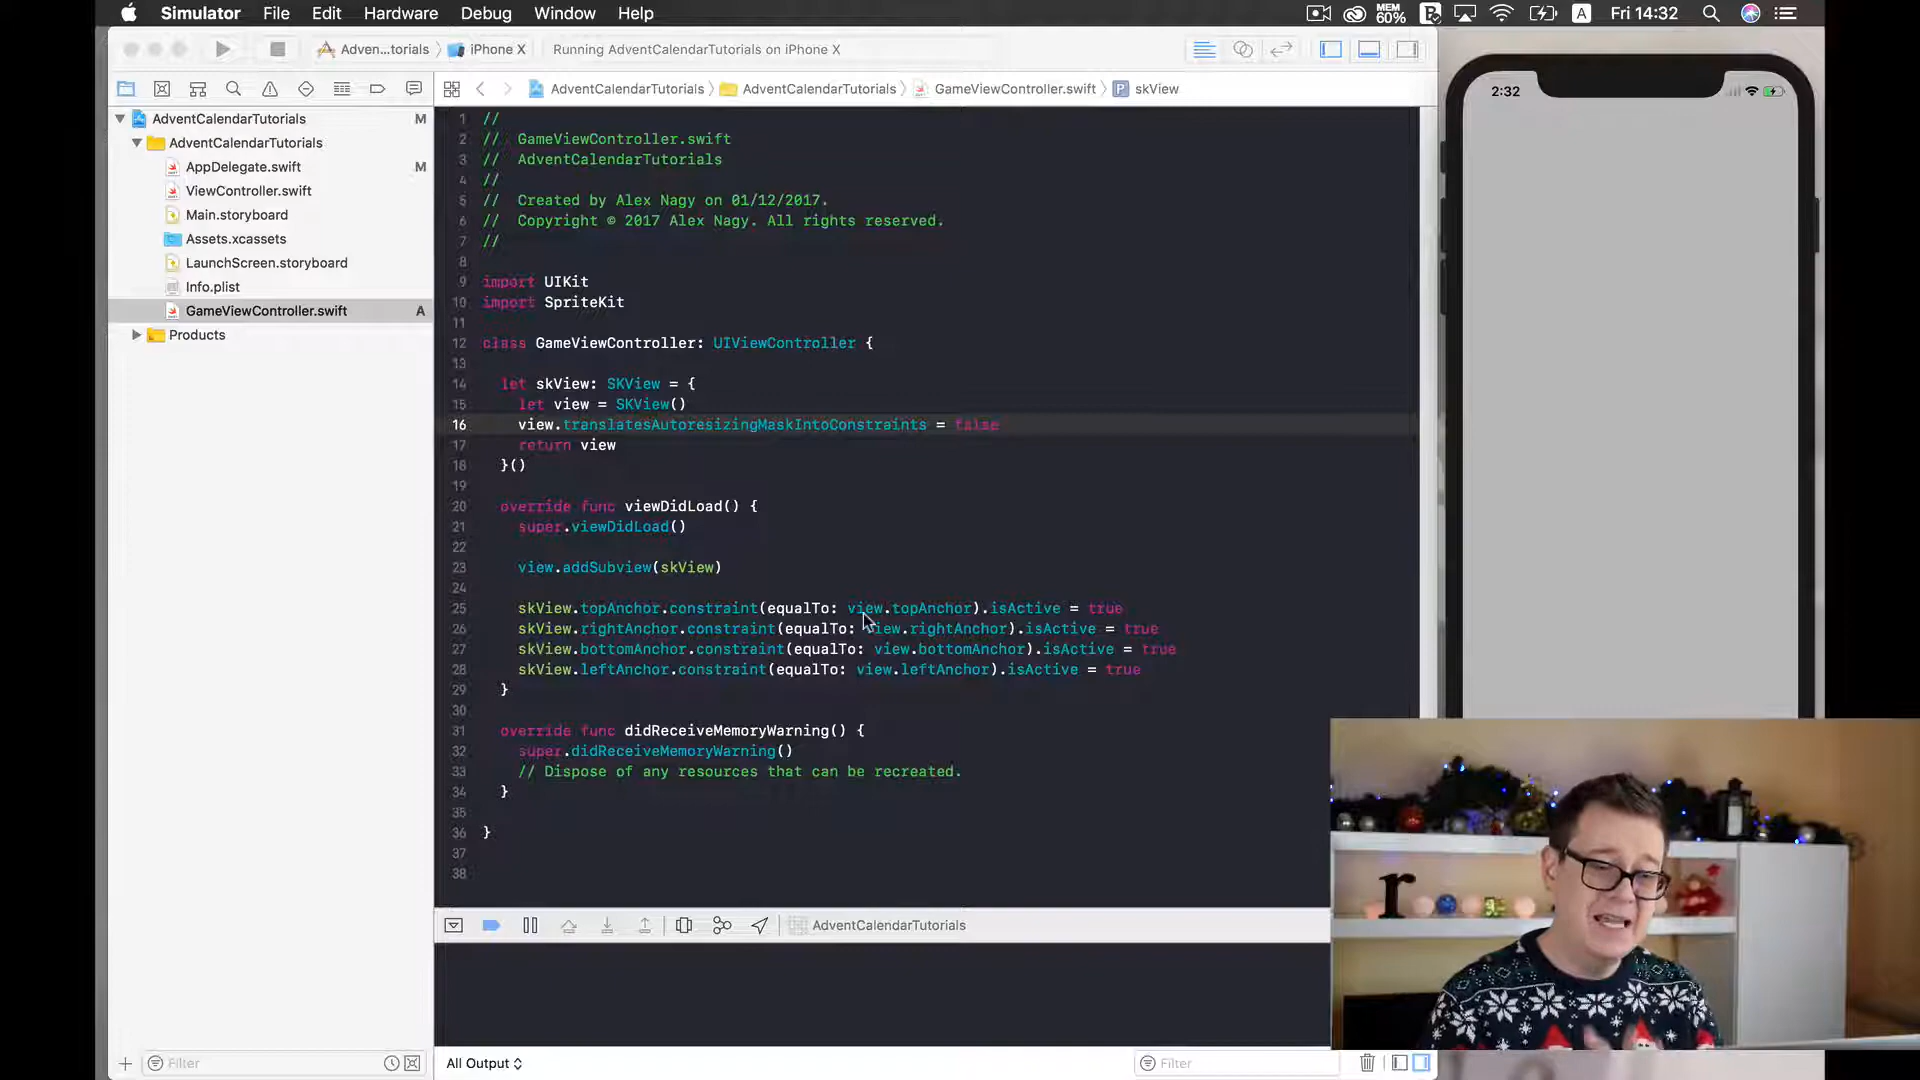 Simulator File Edit Hardware Debug Window Help
MEM 60% A Fri 14:32
Adven...torials iPhone X Running AdventCalendarTutorials on iPhone X
AdventCalendarTutorials AdventCalendarTutorials GameViewController.swift P skView
2:32
AdventCalendarTutorials M
AdventCalendarTutorials
AppDelegate.swift M
ViewController.swift
Main.storyboard
Assets.xcassets
LaunchScreen.storyboard
Info.plist
GameViewController.swift A
Products
1 //
2 // GameViewController.swift
3 // AdventCalendarTutorials
4 //
5 // Created by Alex Nagy on 01/12/2017.
6 // Copyright © 2017 Alex Nagy. All rights reserved.
7 //
8
9 import UIKit
10 import SpriteKit
11
12 class GameViewController: UIViewController {
13
14 let skView: SKView = {
15 let view = SKView()
16 view.translatesAutoresizingMaskIntoConstraints = false
17 return view
18 }()
19
20 override func viewDidLoad() {
21 super.viewDidLoad()
22
23 view.addSubview(skView)
24
25 skView.topAnchor.constraint(equalTo: view.topAnchor).isActive = true
26 skView.rightAnchor.constraint(equalTo: view.rightAnchor).isActive = true
27 skView.bottomAnchor.constraint(equalTo: view.bottomAnchor).isActive = true
28 skView.leftAnchor.constraint(equalTo: view.leftAnchor).isActive = true
29 }
30
31 override func didReceiveMemoryWarning() {
32 super.didReceiveMemoryWarning()
33 // Dispose of any resources that can be recreated.
34 }
35
36 }
37
38
AdventCalendarTutorials
r
Filter
All Output
Filter